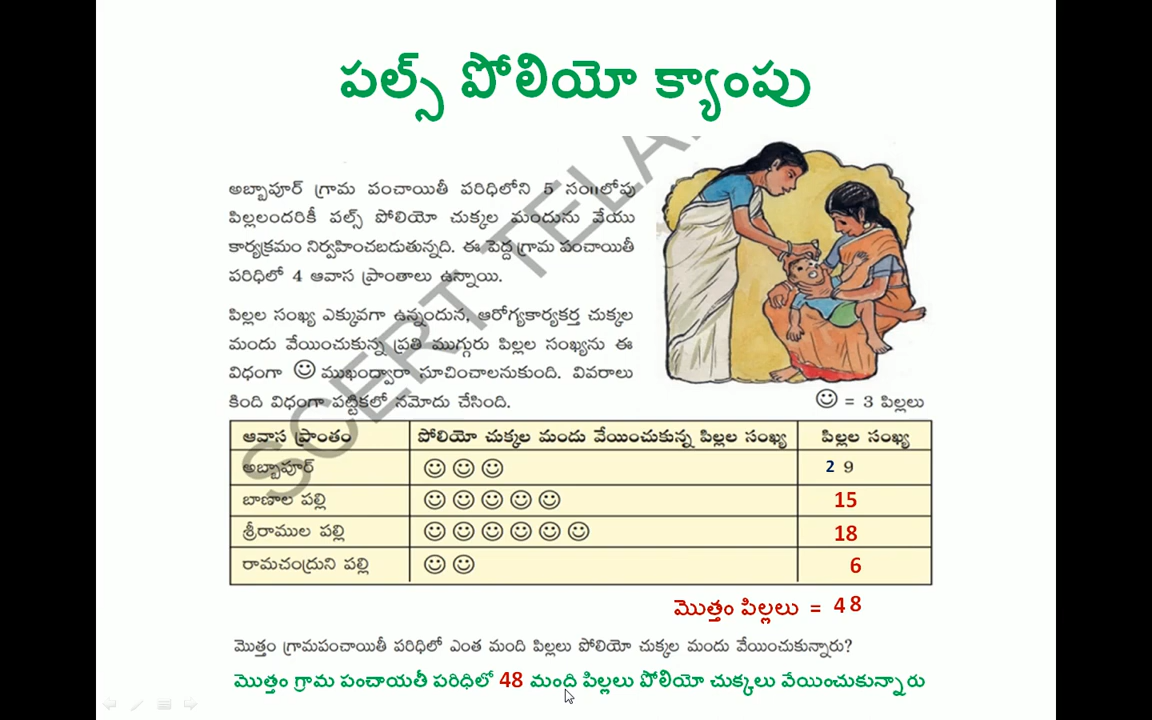 పల్స్ పోలియో క్యాంపు
అబ్బాపూర్ గ్రామ పంచాయితీ పరిధిలోని 5 సం॥లోపు
పిల్లలందరికీ పల్స్ పోలియో చుక్కల మందును వేయు
కార్యక్రమం నిర్వహించబడుతున్నది. ఈ పెద్ద గ్రామ పంచాయితీ
పరిధిలో 4 ఆవాస ప్రాంతాలు ఉన్నాయి.
పిల్లల సంఖ్య ఎక్కువగా ఉన్నందున, ఆరోగ్యకార్యకర్త చుక్కల
మందు వేయించుకున్న ప్రతి ముగ్గురు పిల్లల సంఖ్యను ఈ
విధంగా ☺ ముఖంద్వారా సూచించాలనుకుంది. వివరాలు
కింది విధంగా పట్టికలో నమోదు చేసింది.
☺ = 3 పిల్లలు
ఆవాస ప్రాంతం పోలియో చుక్కల మందు వేయించుకున్న పిల్లల సంఖ్య పిల్లల సంఖ్య
అబ్బాపూర్ ☺ ☺ ☺ 2 9
బాణాల పల్లి ☺ ☺ ☺ ☺ ☺ 15
శ్రీరాముల పల్లి ☺ ☺ ☺ ☺ ☺ ☺ 18
రామచంద్రుని పల్లి ☺ ☺ 6
మొత్తం పిల్లలు = 48
మొత్తం గ్రామపంచాయితీ పరిధిలో ఎంత మంది పిల్లలు పోలియో చుక్కల మందు వేయించుకున్నారు?
మొత్తం గ్రామ పంచాయతీ పరిధిలో 48 మంది పిల్లలు పోలియో చుక్కలు వేయించుకున్నారు
SCERT TELA